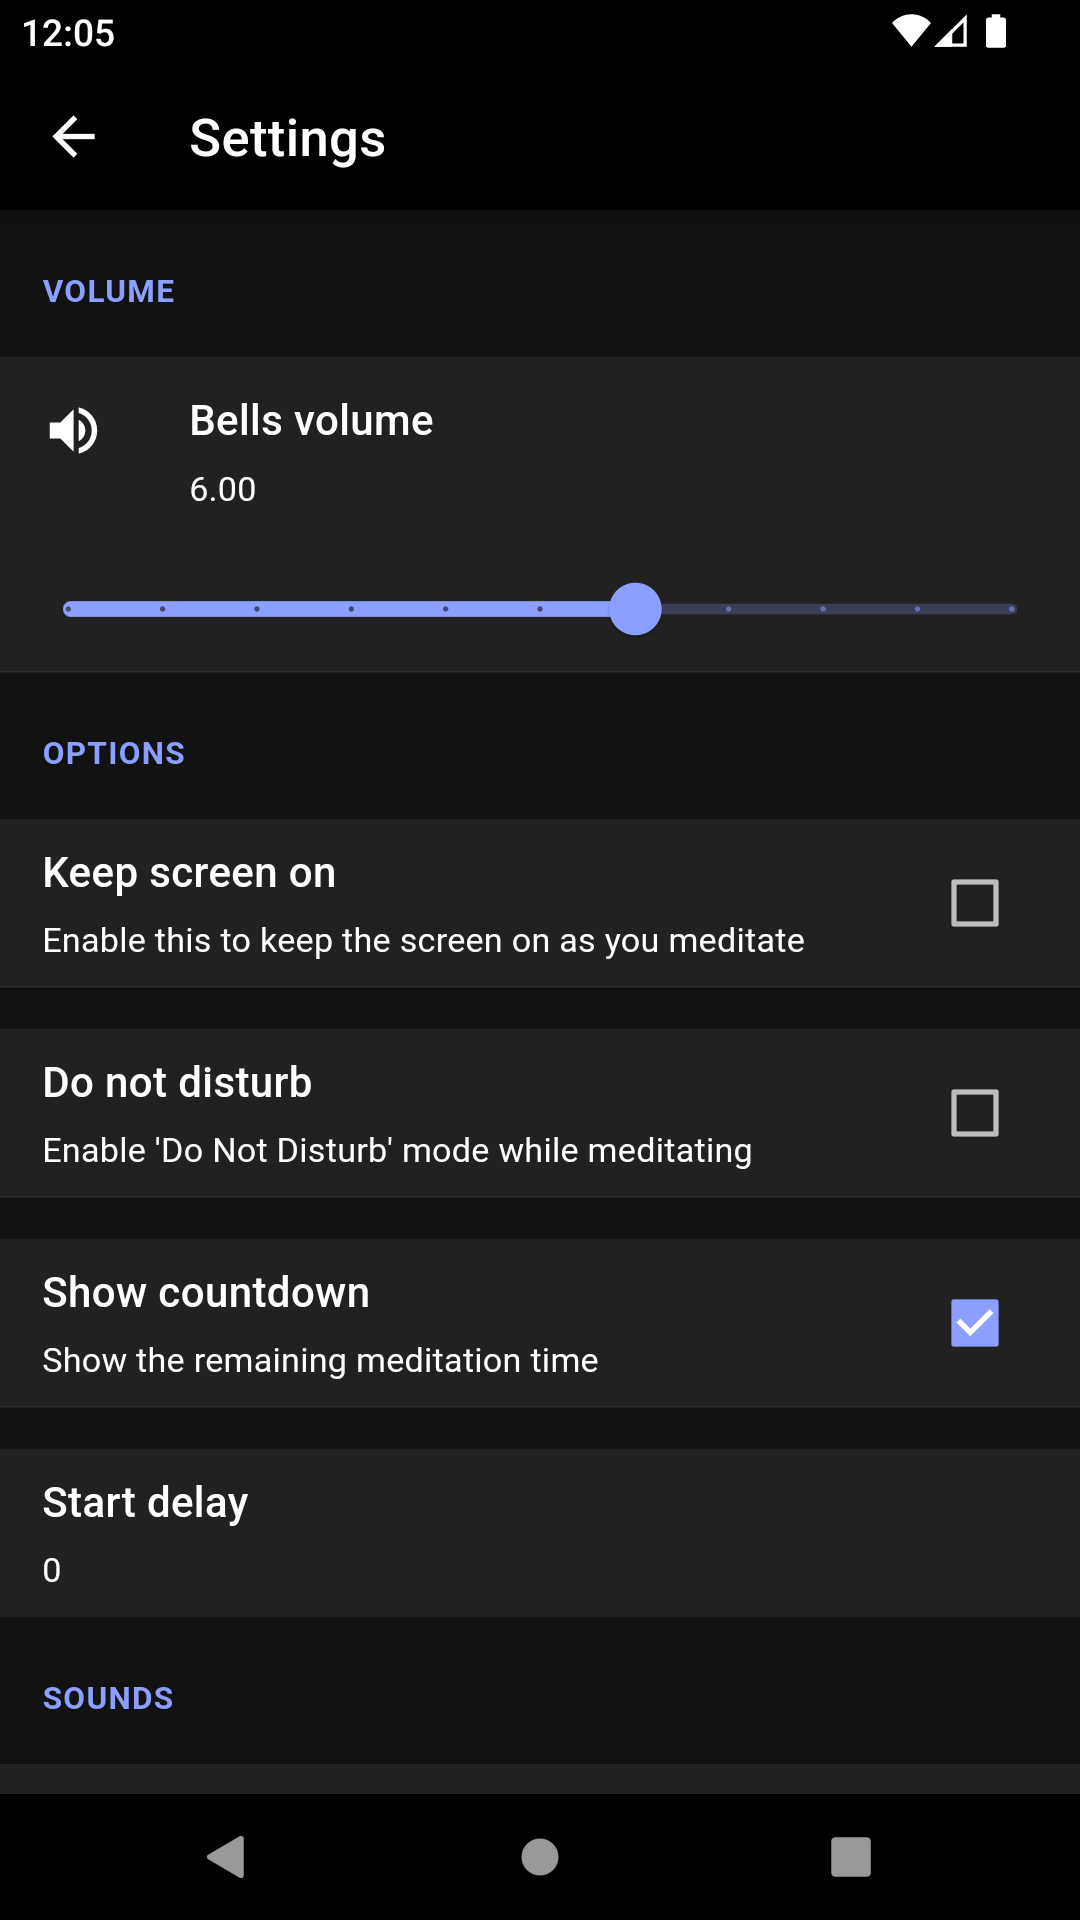 12:05
Settings
VOLUME
Bells volume
6.00
OPTIONS
Keep screen on
Enable this to keep the screen on as you meditate
Do not disturb
Enable 'Do Not Disturb' mode while meditating
Show countdown
Show the remaining meditation time
Start delay
0
SOUNDS